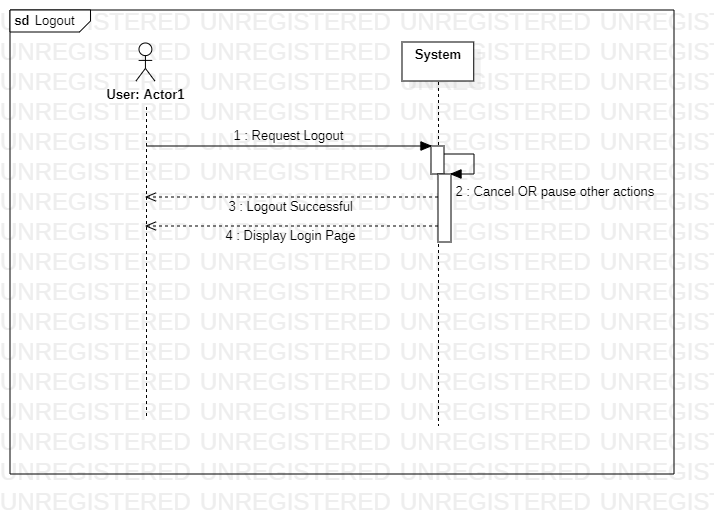 UNREGISTERED UNREGISTERED UNREGISTERED UNREGIST
sd Logout
User: Actor1
System
1 : Request Logout
2 : Cancel OR pause other actions
3 : Logout Successful
4 : Display Login Page